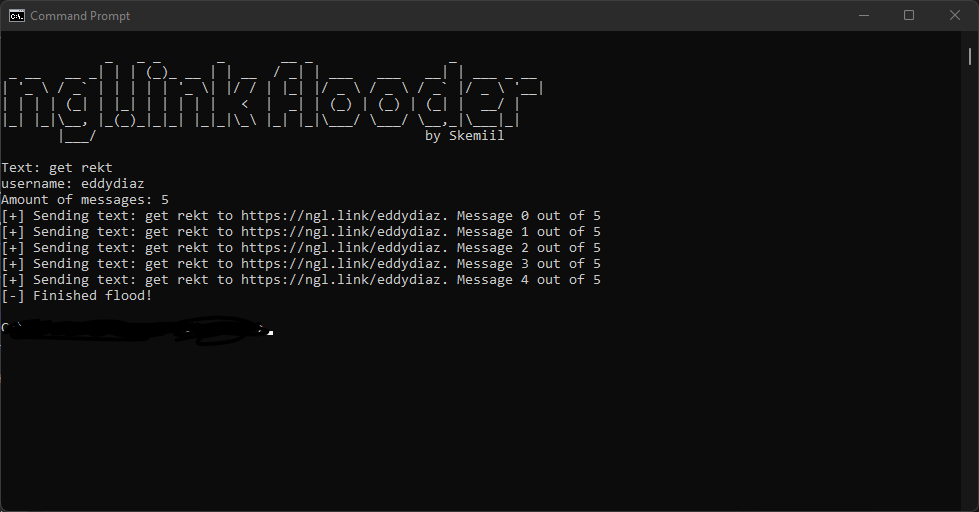 Command Prompt
ngl.link flooder
by Skemiil
Text: get rekt
username: eddydiaz
Amount of messages: 5
[+] Sending text: get rekt to https://ngl.link/eddydiaz. Message 0 out of 5
[+] Sending text: get rekt to https://ngl.link/eddydiaz. Message 1 out of 5
[+] Sending text: get rekt to https://ngl.link/eddydiaz. Message 2 out of 5
[+] Sending text: get rekt to https://ngl.link/eddydiaz. Message 3 out of 5
[+] Sending text: get rekt to https://ngl.link/eddydiaz. Message 4 out of 5
[-] Finished flood!